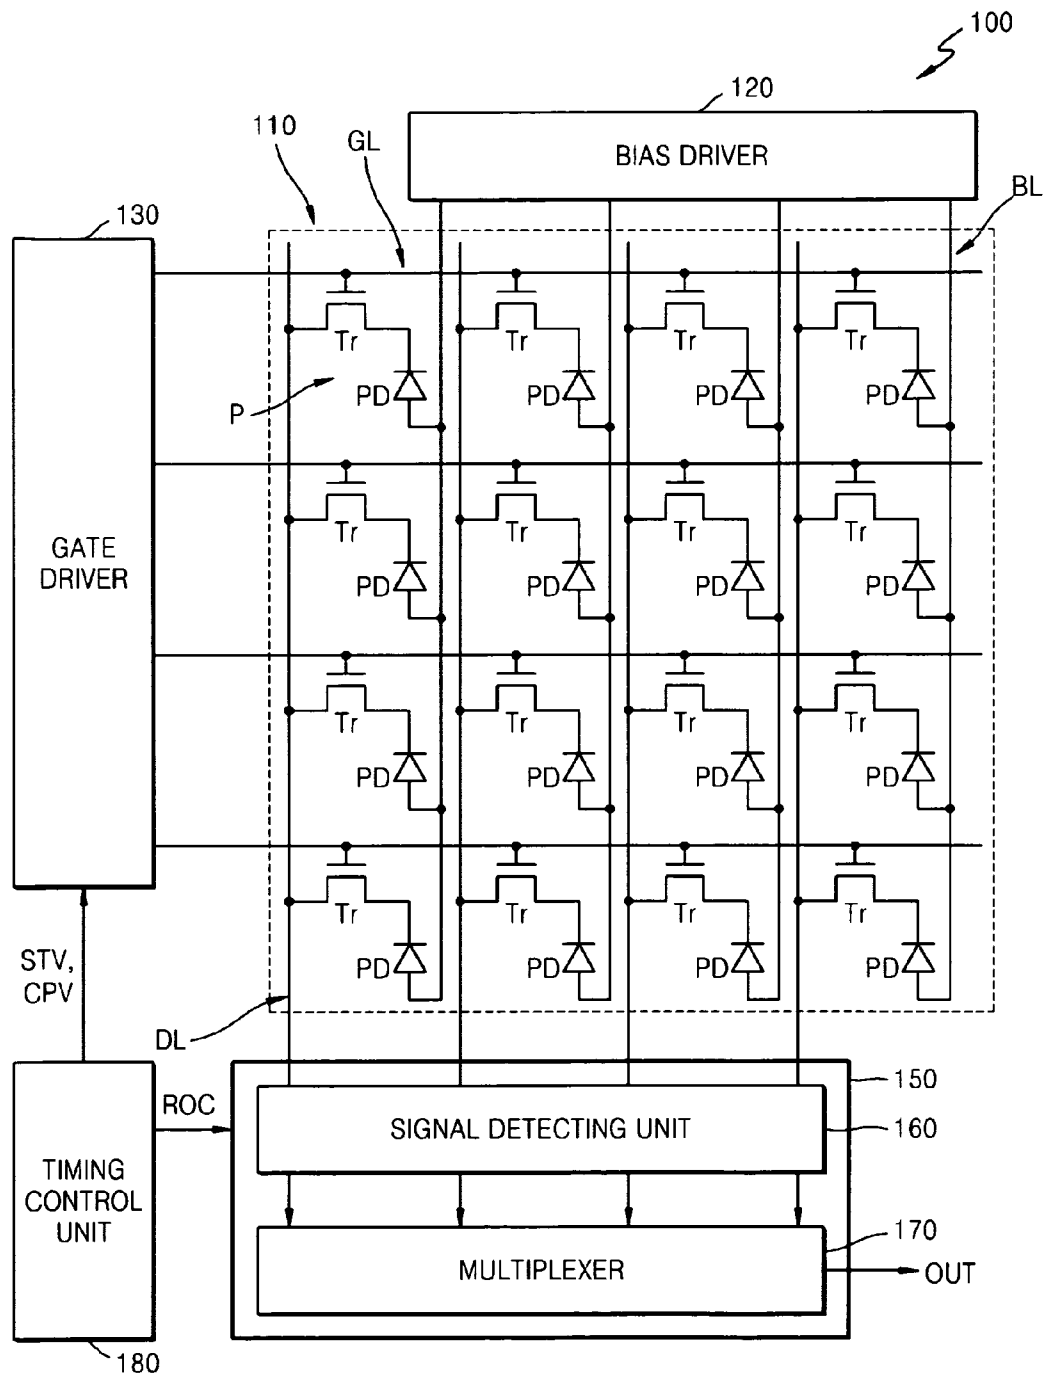 100
120
BIAS DRIVER
110
GL
BL
130
Tr Tr Tr Tr
P PD PD PD PD
Tr Tr Tr Tr
GATE
DRIVER
PD PD PD PD
Tr Tr Tr Tr
PD PD PD PD
Tr Tr Tr Tr
STV,
CPV
PD PD PD PD
DL
150
ROC
SIGNAL DETECTING UNIT
160
TIMING
CONTROL
UNIT
170
MULTIPLEXER
OUT
180